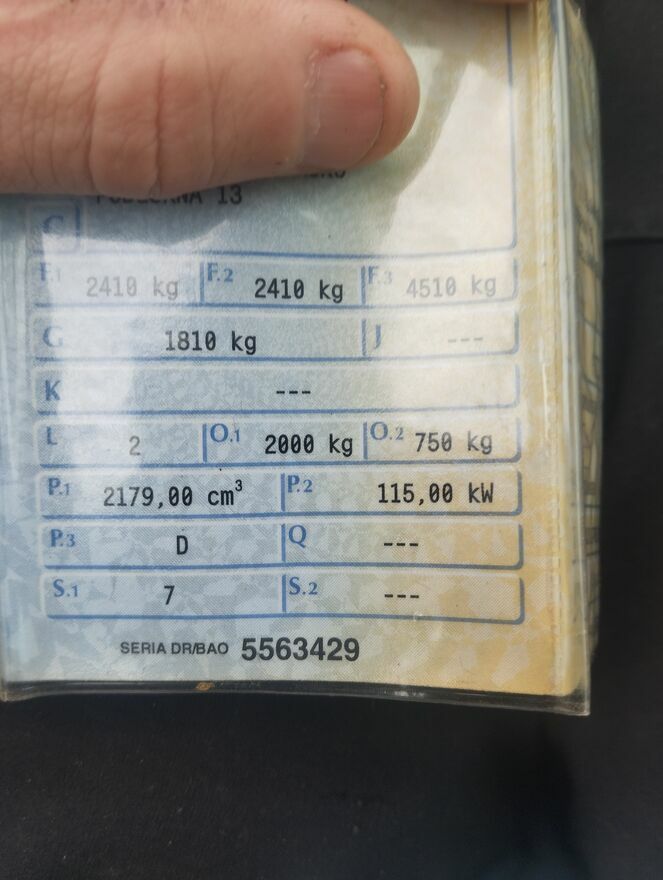 13
C
F.1 2410 kg F.2 2410 kg F.3 4510 kg
G 1810 kg J ---
K ---
L 2 O.1 2000 kg O.2 750 kg
P.1 2179,00 cm³ P.2 115,00 kW
P.3 D Q ---
S.1 7 S.2 ---
SERIA DR/BAO 5563429